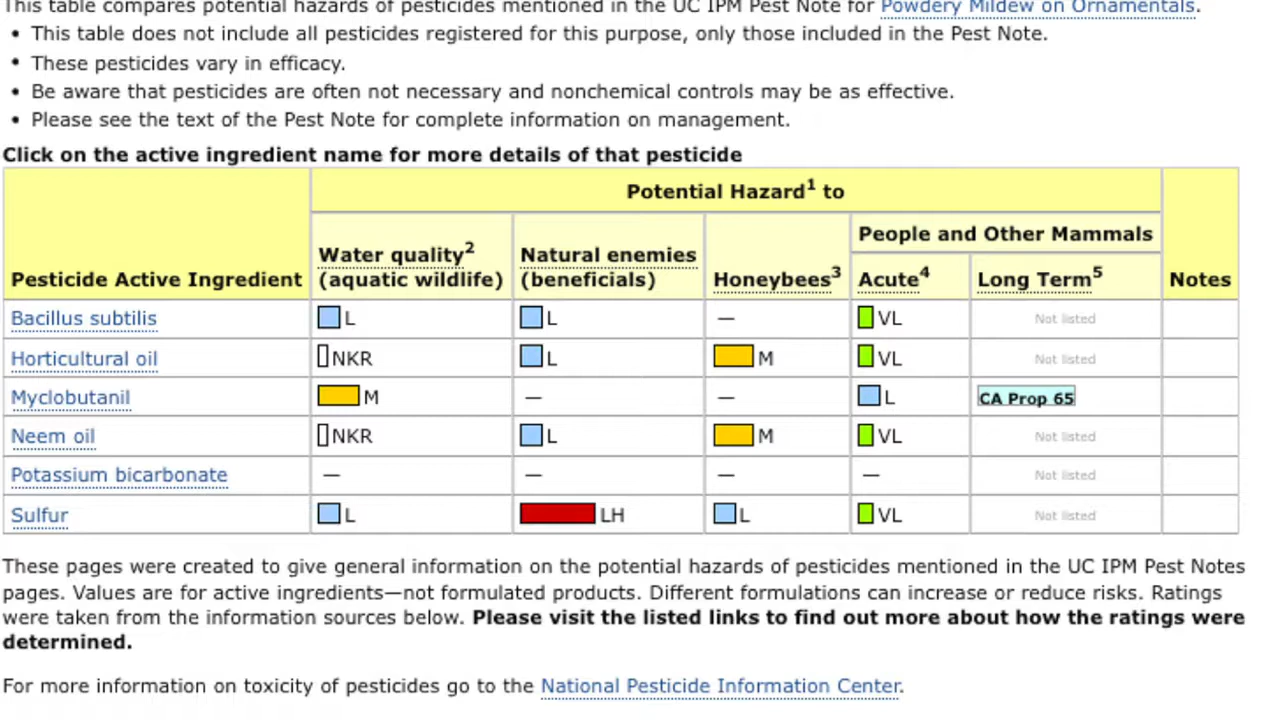 This table compares potential hazards of pesticides mentioned in the UC IPM Pest Note for Powdery Mildew on Ornamentals.
• This table does not include all pesticides registered for this purpose, only those included in the Pest Note.
• These pesticides vary in efficacy.
• Be aware that pesticides are often not necessary and nonchemical controls may be as effective.
• Please see the text of the Pest Note for complete information on management.
Click on the active ingredient name for more details of that pesticide
Potential Hazard1 to
People and Other Mammals
Pesticide Active Ingredient Water quality2 (aquatic wildlife) Natural enemies (beneficials) Honeybees3 Acute4 Long Term5 Notes
Bacillus subtilis L L — VL Not listed
Horticultural oil NKR L M VL Not listed
Myclobutanil M — — L CA Prop 65
Neem oil NKR L M VL Not listed
Potassium bicarbonate — — — — Not listed
Sulfur L LH L VL Not listed
These pages were created to give general information on the potential hazards of pesticides mentioned in the UC IPM Pest Notes
pages. Values are for active ingredients—not formulated products. Different formulations can increase or reduce risks. Ratings
were taken from the information sources below. Please visit the listed links to find out more about how the ratings were
determined.
For more information on toxicity of pesticides go to the National Pesticide Information Center.